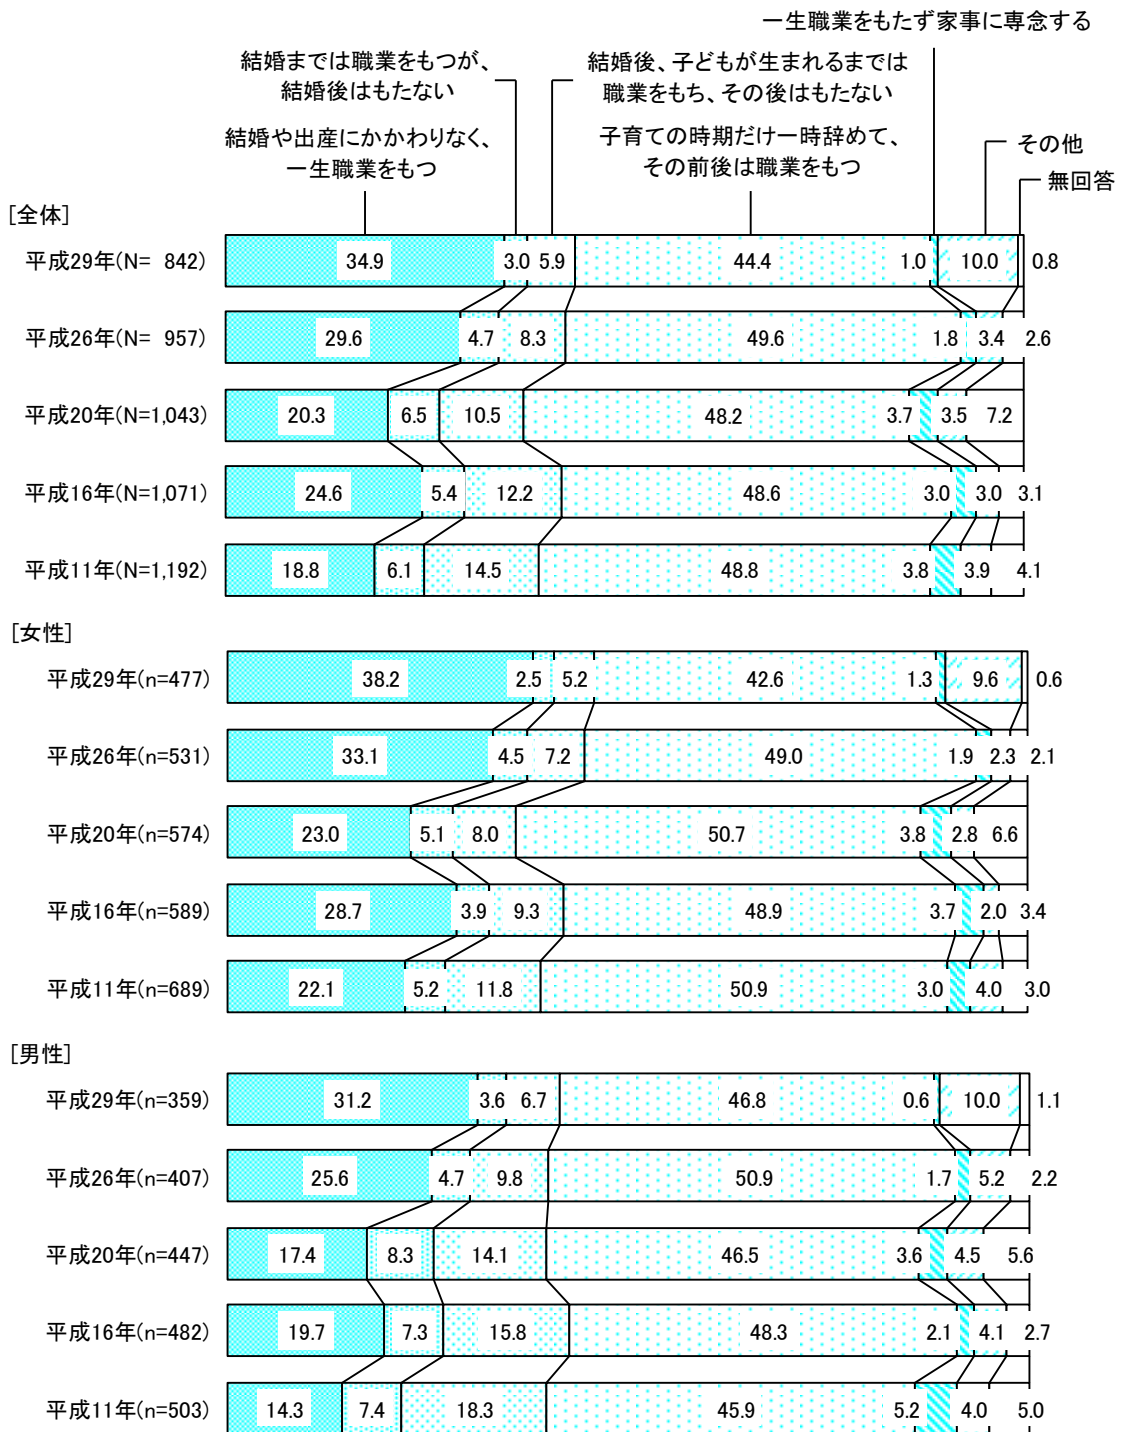 一生職業をもたず家事に専念する
結婚までは職業をもつが、
結婚後はもたない
結婚後、子どもが生まれるまでは
職業をもち、その後はもたない
結婚や出産にかかわりなく、
一生職業をもつ
子育ての時期だけ一時辞めて、
その前後は職業をもつ
その他
無回答
[全体]
平成29年(N= 842) 34.9 3.0 5.9 44.4 1.0 10.0 0.8
平成26年(N= 957) 29.6 4.7 8.3 49.6 1.8 3.4 2.6
平成20年(N=1,043) 20.3 6.5 10.5 48.2 3.7 3.5 7.2
平成16年(N=1,071) 24.6 5.4 12.2 48.6 3.0 3.0 3.1
平成11年(N=1,192) 18.8 6.1 14.5 48.8 3.8 3.9 4.1
[女性]
平成29年(n=477) 38.2 2.5 5.2 42.6 1.3 9.6 0.6
平成26年(n=531) 33.1 4.5 7.2 49.0 1.9 2.3 2.1
平成20年(n=574) 23.0 5.1 8.0 50.7 3.8 2.8 6.6
平成16年(n=589) 28.7 3.9 9.3 48.9 3.7 2.0 3.4
平成11年(n=689) 22.1 5.2 11.8 50.9 3.0 4.0 3.0
[男性]
平成29年(n=359) 31.2 3.6 6.7 46.8 0.6 10.0 1.1
平成26年(n=407) 25.6 4.7 9.8 50.9 1.7 5.2 2.2
平成20年(n=447) 17.4 8.3 14.1 46.5 3.6 4.5 5.6
平成16年(n=482) 19.7 7.3 15.8 48.3 2.1 4.1 2.7
平成11年(n=503) 14.3 7.4 18.3 45.9 5.2 4.0 5.0